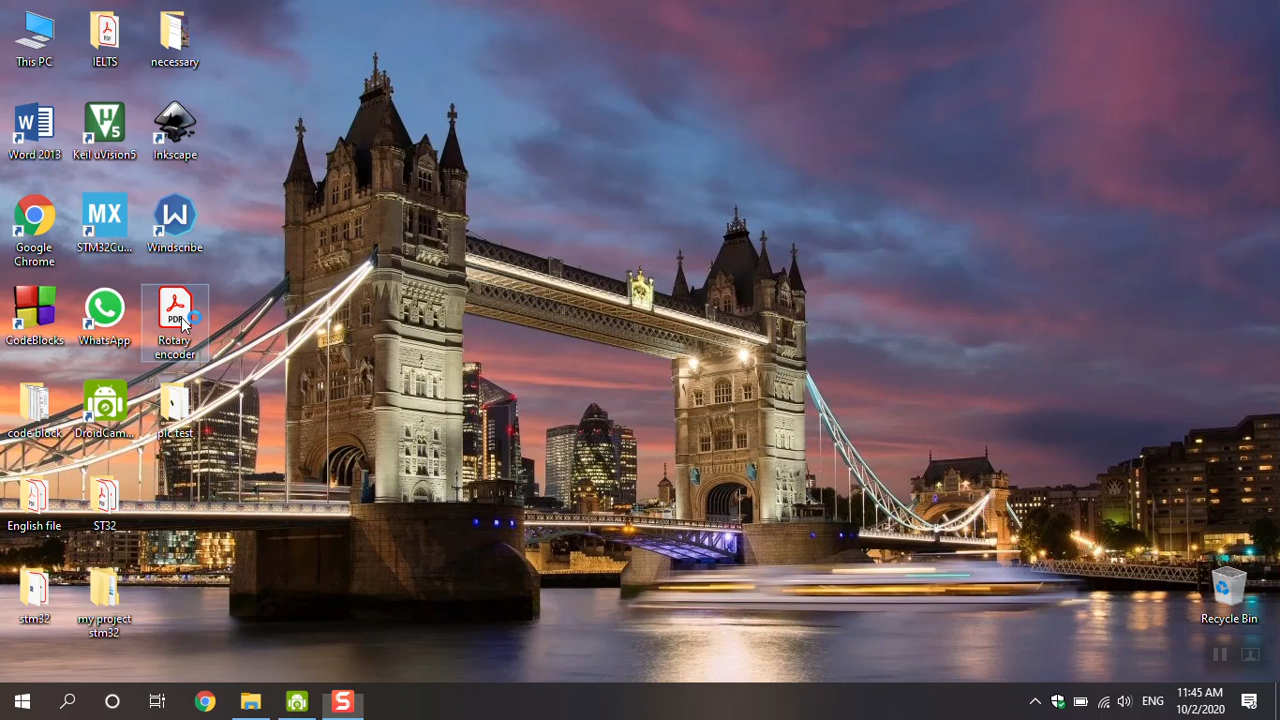 This PC
IELTS
necessary
Word 2013
Keil uVision5
Inkscape
Google
Chrome
STM32Cu...
Windscribe
CodeBlocks
WhatsApp
Rotary
encoder
code block
DroidCam...
plc test
English file
ST32
stm32
my project
stm32
Recycle Bin
ENG
11:45 AM
10/2/2020